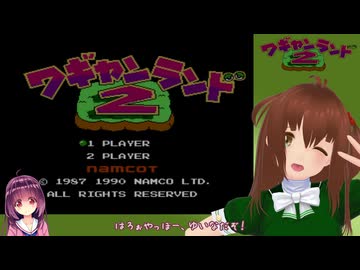 ワギャンランド
2
1 PLAYER
2 PLAYER
namcoT
© 1987 1990 NAMCO LTD.
ALL RIGHTS RESERVED
ワギャンランド
2
はろぉやっほー、ゆいなだぞ！